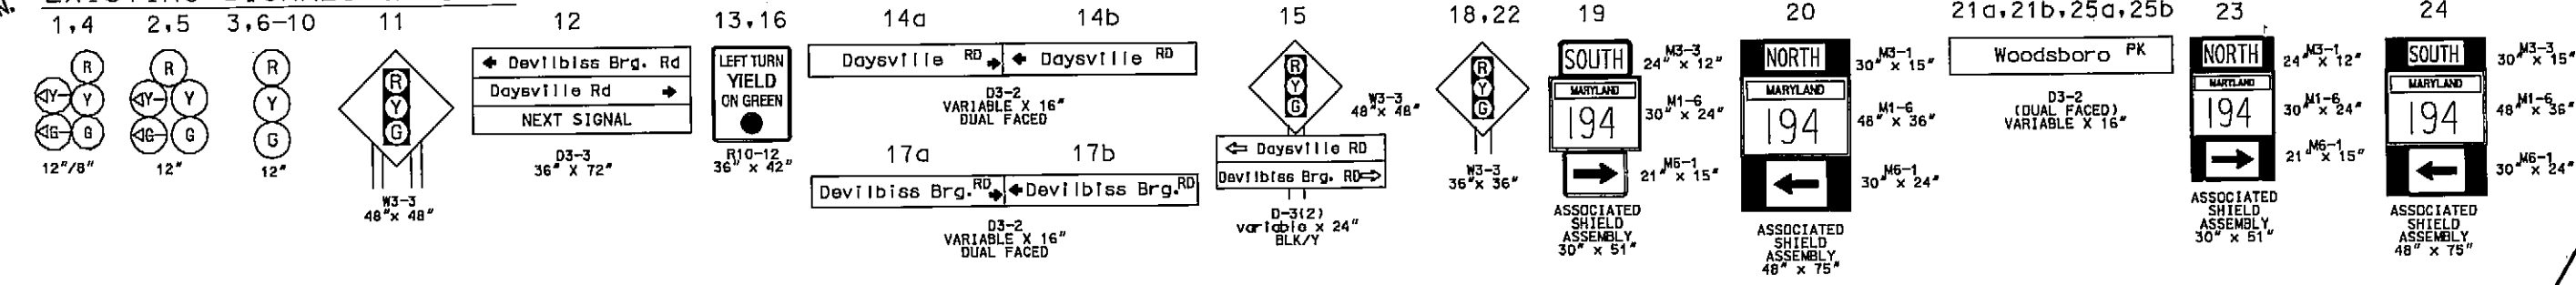 1,4
R
Y
Y
G
G
12"/8"
2,5
R
Y
Y
G
G
12"
3,6-10
R
Y
G
12"
11
R
Y
G
W3-3
48"x 48"
12
← Devilbiss Brg. Rd
Daysville Rd →
NEXT SIGNAL
D3-3
36" X 72"
13,16
LEFT TURN
YIELD
ON GREEN
R10-12
36" X 42"
14a 14b
Daysville RD → ← Daysville RD
D3-2
VARIABLE X 16"
DUAL FACED
17a 17b
Devilbiss Brg. RD → ← Devilbiss Brg. RD
D3-2
VARIABLE X 16"
DUAL FACED
15
R
Y
G
W3-3
48"x 48"
⇐ Daysville RD
Devilbiss Brg. RD ⇒
D-3(2)
variable x 24"
BLK/Y
18,22
R
Y
G
W3-3
36"x 36"
19
SOUTH
M3-3
24" x 12"
MARYLAND
194
M1-6
30" x 24"
M6-1
21" x 15"
ASSOCIATED
SHIELD
ASSEMBLY
30" x 51"
20
NORTH
M3-1
30" x 15"
MARYLAND
194
M1-6
48" x 36"
M6-1
30" x 24"
ASSOCIATED
SHIELD
ASSEMBLY
48" x 75"
21a,21b,25a,25b
Woodsboro PK
D3-2
(DUAL FACED)
VARIABLE X 16"
23
NORTH
M3-1
24" x 12"
MARYLAND
194
M1-6
30" x 24"
M6-1
21" x 15"
ASSOCIATED
SHIELD
ASSEMBLY
30" x 51"
24
SOUTH
M3-3
30" x 15"
MARYLAND
194
M1-6
48" x 36"
M6-1
30" x 24"
ASSOCIATED
SHIELD
ASSEMBLY
48" x 75"